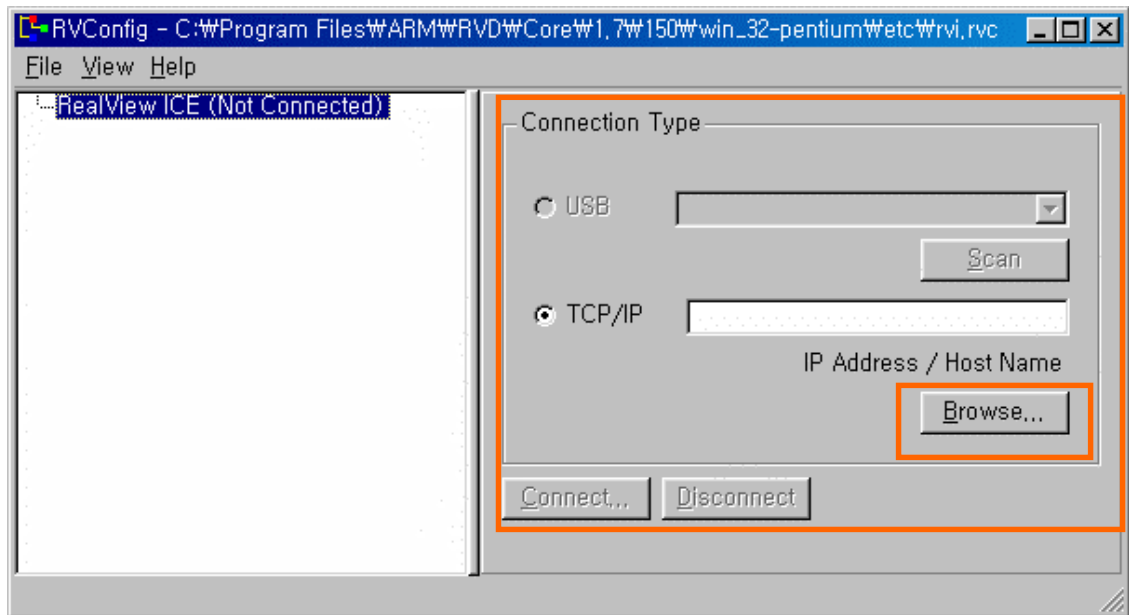 RVConfig - C:₩Program Files₩ARM₩RVD₩Core₩1.7₩150₩win_32-pentium₩etc₩rvi.rvc
File View Help
RealView ICE (Not Connected)
Connection Type
USB
Scan
TCP/IP
IP Address / Host Name
Browse...
Connect... Disconnect